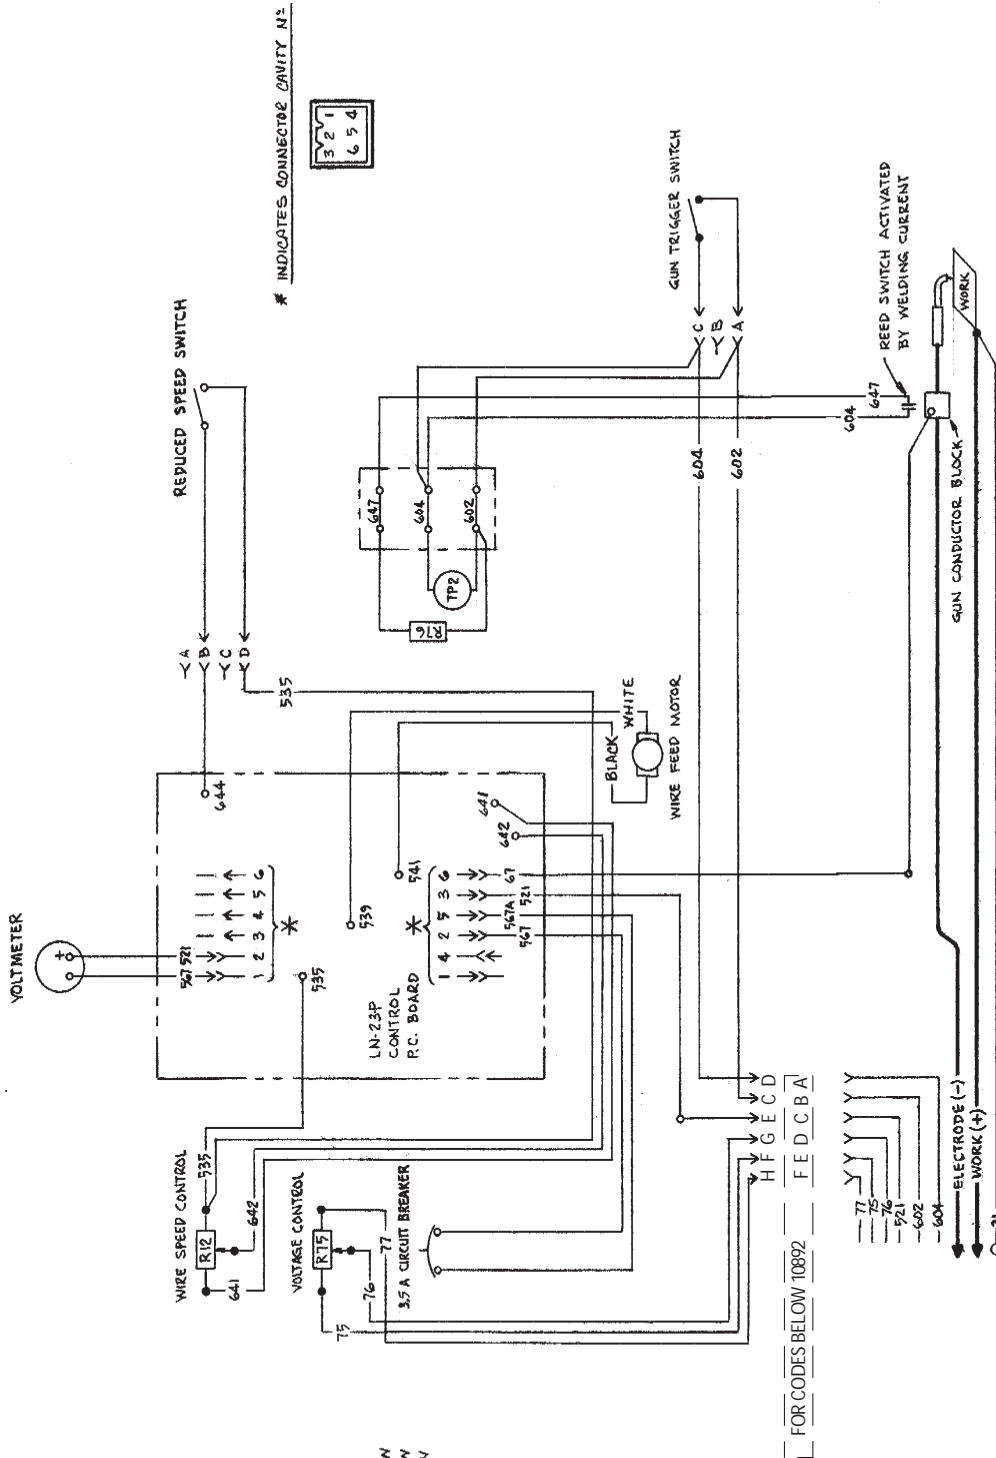 * INDICATES CONNECTOR CAVITY Nº
3 2 1
6 5 4
REDUCED SPEED SWITCH
A
B
C
D
535
GUN TRIGGER SWITCH
C
B
A
604
602
REED SWITCH ACTIVATED
BY WELDING CURRENT
647
604
WORK
GUN CONDUCTOR BLOCK
647
604
602
TP2
R76
WHITE
BLACK
WIRE FEED MOTOR
VOLTMETER
+
567
521
644
1 2 3 4 5 6
*
535
539
541
641
642
*
1 4 2 5 3 6
567
567A
521
67
LN-23P
CONTROL
P.C. BOARD
WIRE SPEED CONTROL
R12
535
642
641
VOLTAGE CONTROL
R75
77
76
75
3.5 A CIRCUIT BREAKER
H F G E C D
F E D C B A
FOR CODES BELOW 10892
77
75
76
521
602
604
ELECTRODE (-)
WORK (+)